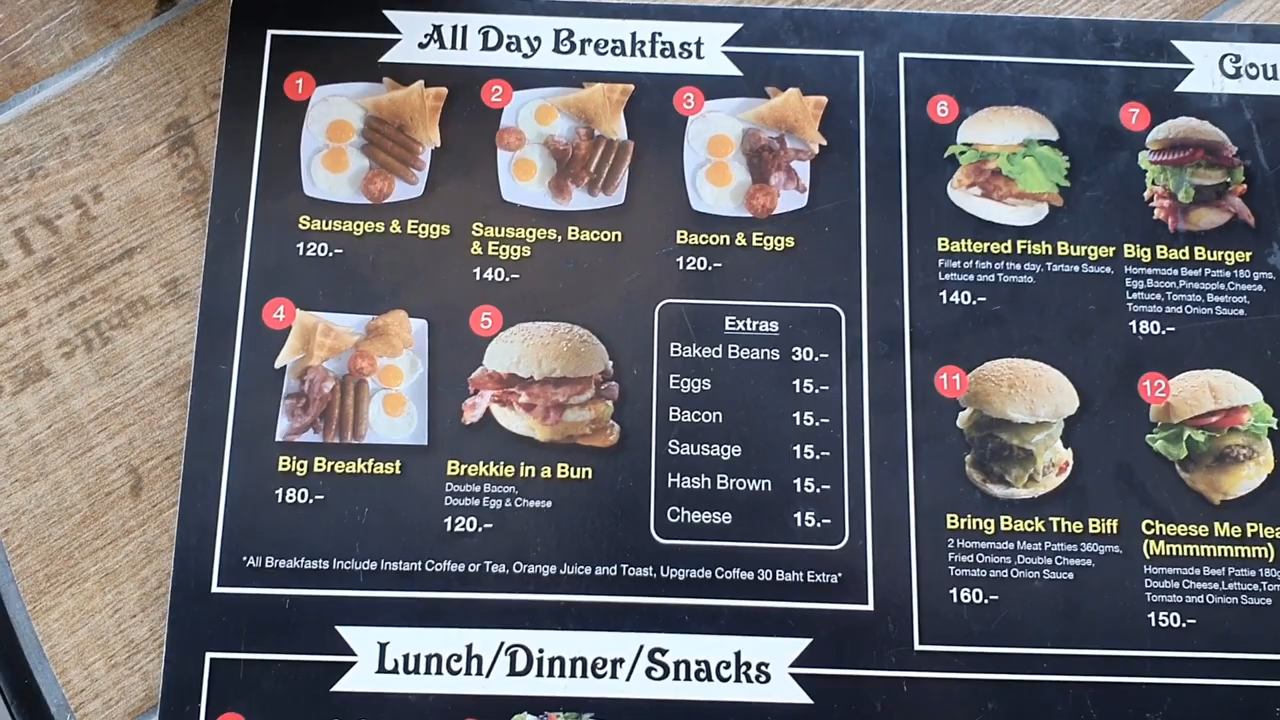 All Day Breakfast
1
2
3
Sausages & Eggs
120.-
Sausages, Bacon
& Eggs
140.-
Bacon & Eggs
120.-
4
5
Big Breakfast
180.-
Brekkie in a Bun
Double Bacon,
Double Egg & Cheese
120.-
Extras
Baked Beans 30.-
Eggs 15.-
Bacon 15.-
Sausage 15.-
Hash Brown 15.-
Cheese 15.-
*All Breakfasts Include Instant Coffee or Tea, Orange Juice and Toast, Upgrade Coffee 30 Baht Extra*
6
7
Battered Fish Burger
Fillet of fish of the day, Tartare Sauce,
Lettuce and Tomato.
140.-
Big Bad Burger
Homemade Beef Pattie 180 gms,
Egg,Bacon,Pineapple,Cheese,
Lettuce, Tomato, Beetroot,
Tomato and Onion Sauce.
180.-
11
12
Bring Back The Biff
2 Homemade Meat Patties 360gms,
Fried Onions ,Double Cheese,
Tomato and Onion Sauce
160.-
Cheese Me
(Mmmmmmm)
Homemade Beef Pattie
Double Cheese,Lettuce,
Tomato and Oinion Sauce
150.-
Lunch/Dinner/Snacks